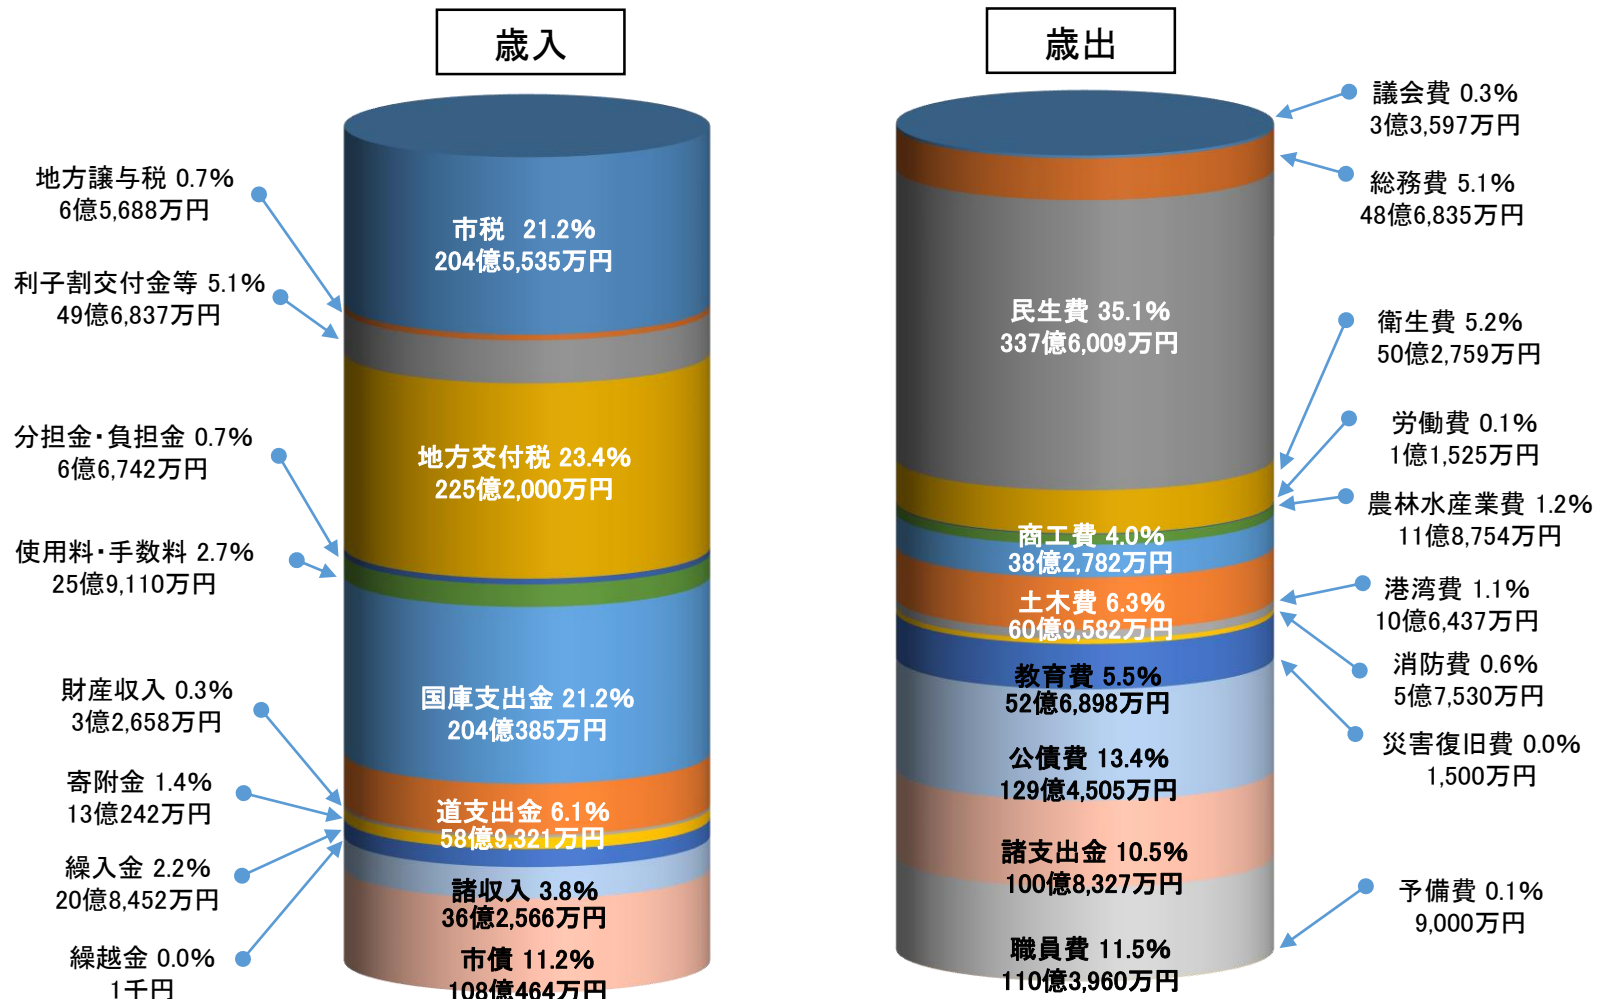 歳入
地方譲与税 0.7%
6億5,688万円
利子割交付金等 5.1%
49億6,837万円
分担金・負担金 0.7%
6億6,742万円
使用料・手数料 2.7%
25億9,110万円
財産収入 0.3%
3億2,658万円
寄附金 1.4%
13億242万円
繰入金 2.2%
20億8,452万円
繰越金 0.0%
1千円
市税 21.2%
204億5,535万円
地方交付税 23.4%
225億2,000万円
国庫支出金 21.2%
204億385万円
道支出金 6.1%
58億9,321万円
諸収入 3.8%
36億2,566万円
市債 11.2%
108億464万円
歳出
民生費 35.1%
337億6,009万円
商工費 4.0%
38億2,782万円
土木費 6.3%
60億9,582万円
教育費 5.5%
52億6,898万円
公債費 13.4%
129億4,505万円
諸支出金 10.5%
100億8,327万円
職員費 11.5%
110億3,960万円
議会費 0.3%
3億3,597万円
総務費 5.1%
48億6,835万円
衛生費 5.2%
50億2,759万円
労働費 0.1%
1億1,525万円
農林水産業費 1.2%
11億8,754万円
港湾費 1.1%
10億6,437万円
消防費 0.6%
5億7,530万円
災害復旧費 0.0%
1,500万円
予備費 0.1%
9,000万円